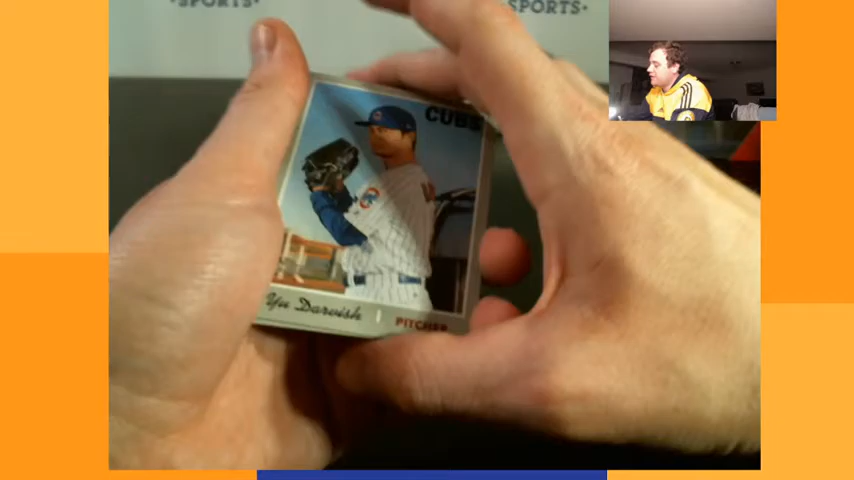 ·SPORTS·
SPORTS·
CUBS
Yu Darvish
PITCHER